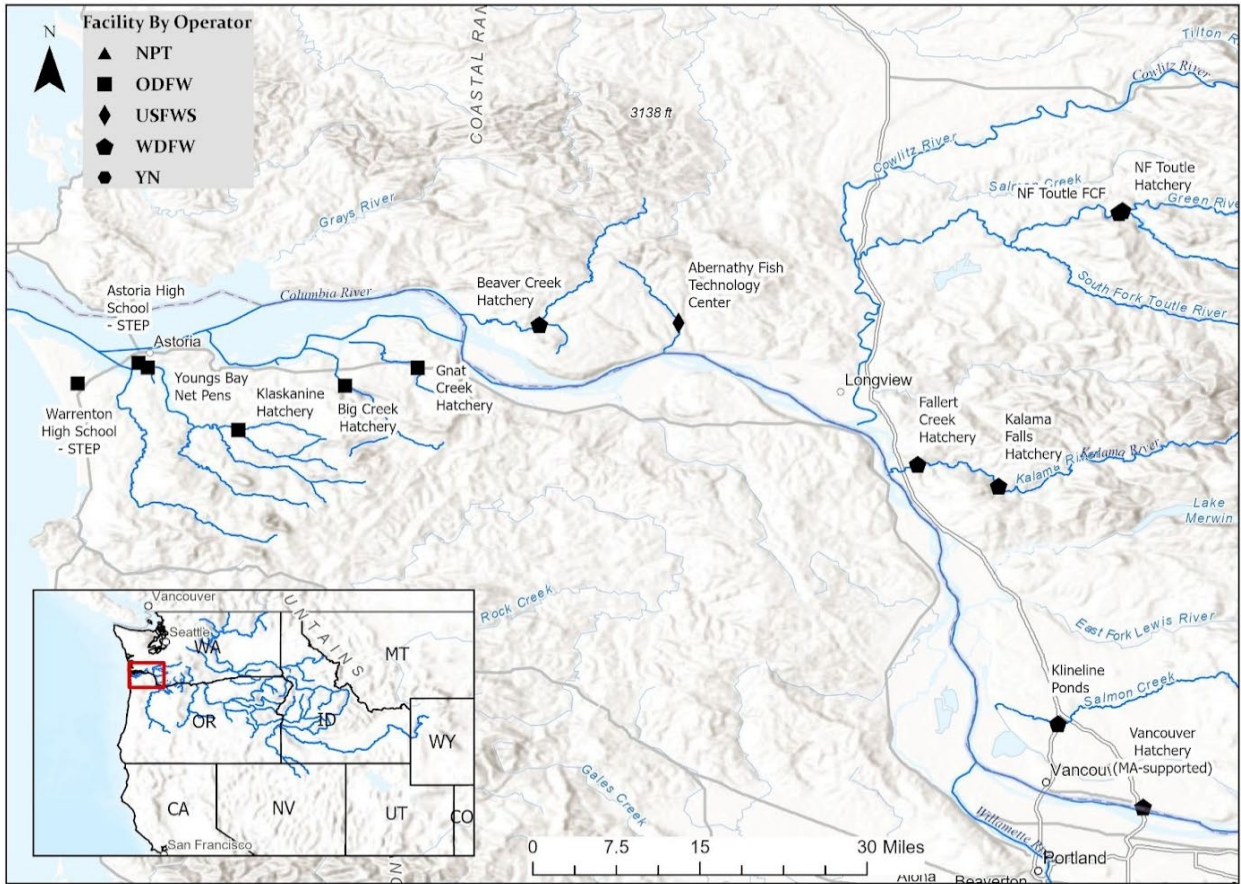 Facility By Operator
N
NPT
ODFW
USFWS
WDFW
YN
COASTAL RAN
3138 ft
Tilton R
Cowlitz River
Cowlitz River
Salmon Creek
NF Toutle
Hatchery
NF Toutle FCF
Green Rive
South Fork Toutle River
Grays River
Columbia River
Beaver Creek
Hatchery
Abernathy Fish
Technology
Center
Astoria High
School
- STEP
Astoria
Youngs Bay
Net Pens
Klaskanine
Hatchery
Big Creek
Hatchery
Gnat
Creek
Hatchery
Warrenton
High School
- STEP
Longview
Fallert
Creek
Hatchery
Kalama
Falls
Hatchery
Kalama River
Kalama Rive
Lake
Merwin
Rock Creek
East Fork Lewis River
Klineline
Ponds
Salmon Creek
Vancouver
Hatchery
(MA-supported)
Vancou
Gales Creek
Willamette R
Portland
Beaverton
Aloha
0 7.5 15 30 Miles
Vancouver
Seattle
WA
UNTAINS
MT
OR
ID
WY
CA
NV
UT
CO
San Francisco